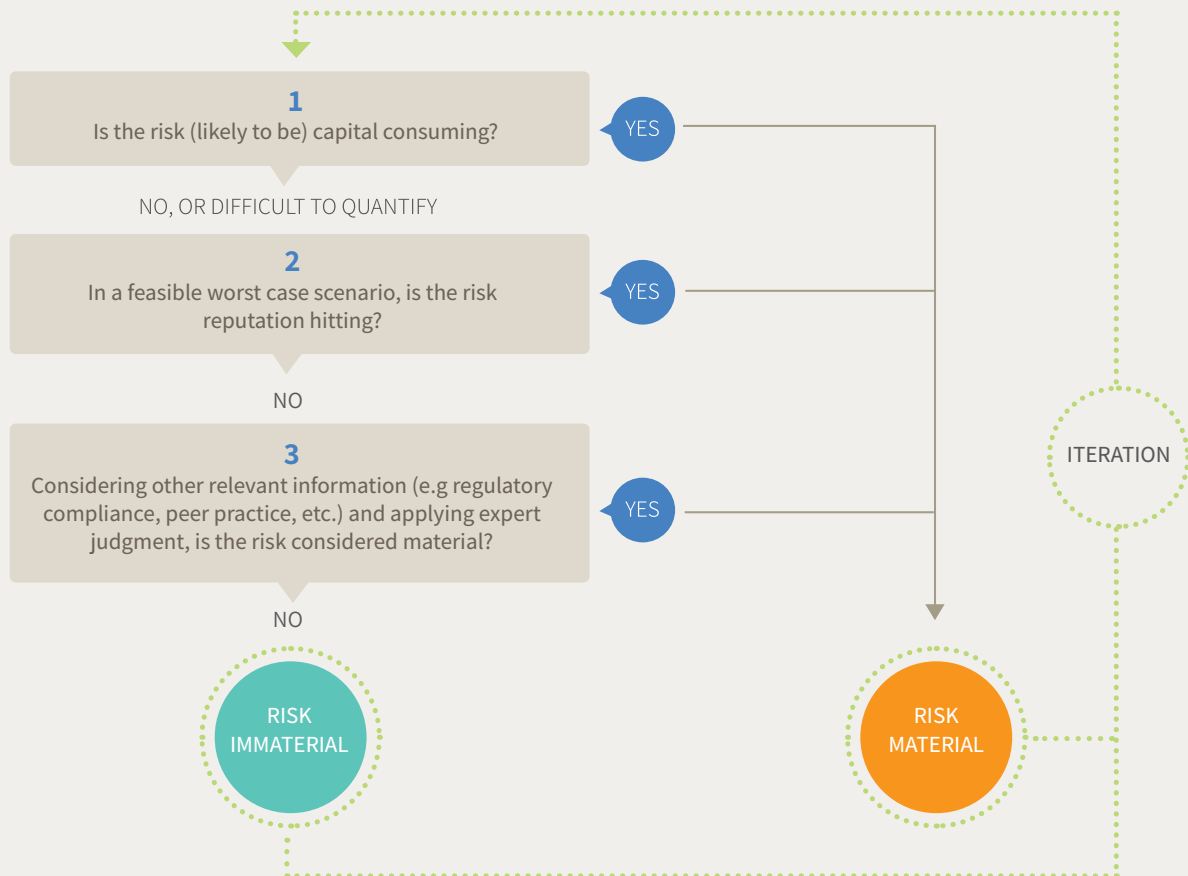 1
Is the risk (likely to be) capital consuming?
YES
NO, OR DIFFICULT TO QUANTIFY
2
In a feasible worst case scenario, is the risk
reputation hitting?
YES
NO
3
Considering other relevant information (e.g regulatory
compliance, peer practice, etc.) and applying expert
judgment, is the risk considered material?
YES
ITERATION
NO
RISK
IMMATERIAL
RISK
MATERIAL